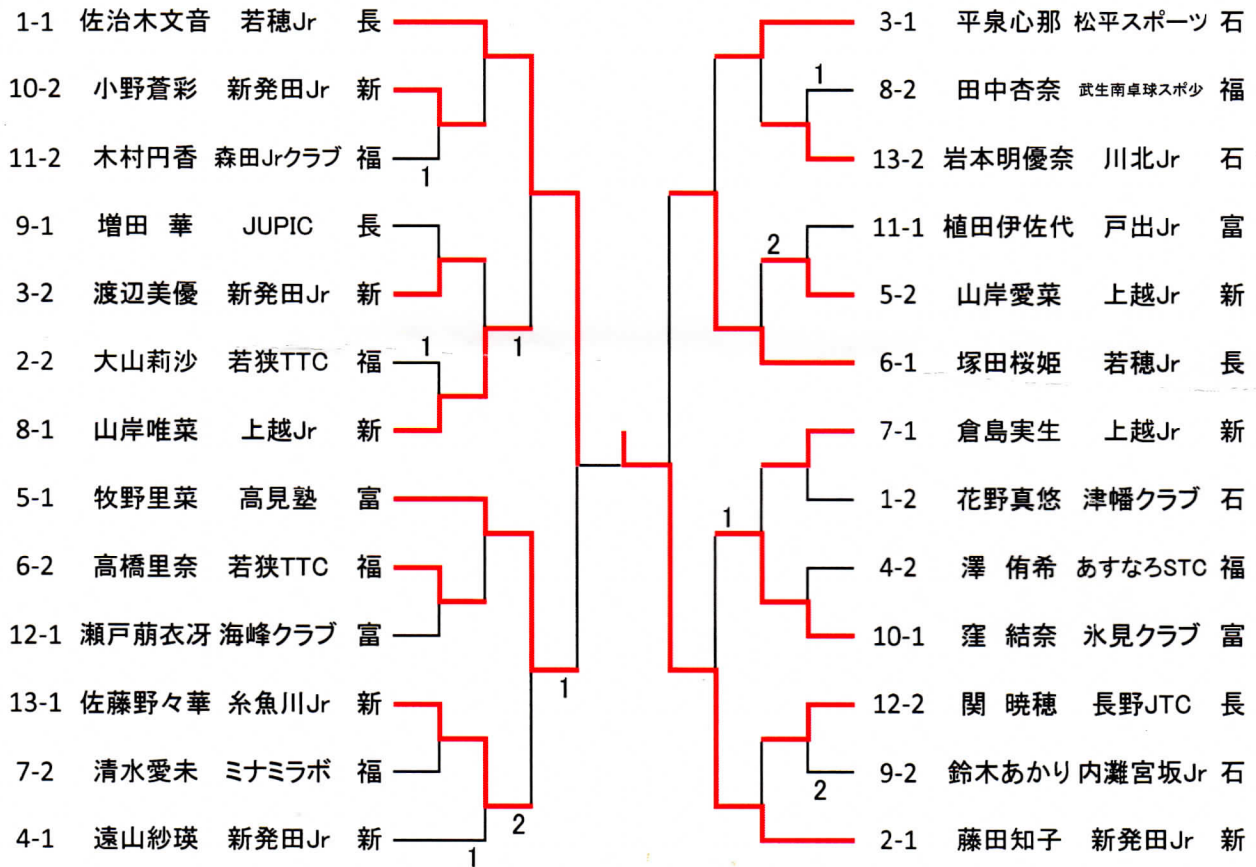 1-1 佐治木文音 若穂Jr 長
10-2 小野蒼彩 新発田Jr 新
11-2 木村円香 森田Jrクラブ 福
1
9-1 増田 華 JUPIC 長
3-2 渡辺美優 新発田Jr 新
1
1
2-2 大山莉沙 若狭TTC 福
8-1 山岸唯菜 上越Jr 新
5-1 牧野里菜 高見塾 富
6-2 高橋里奈 若狭TTC 福
12-1 瀬戸萠衣冴 海峰クラブ 富
1
13-1 佐藤野々華 糸魚川Jr 新
7-2 清水愛未 ミナミラボ 福
2
4-1 遠山紗瑛 新発田Jr 新
1
3-1 平泉心那 松平スポーツ 石
1
8-2 田中杏奈 武生南卓球スポ少 福
13-2 岩本明優奈 川北Jr 石
11-1 植田伊佐代 戸出Jr 富
2
5-2 山岸愛菜 上越Jr 新
6-1 塚田桜姫 若穂Jr 長
7-1 倉島実生 上越Jr 新
1-2 花野真悠 津幡クラブ 石
1
4-2 澤 侑希 あすなろSTC 福
10-1 窪 結奈 氷見クラブ 富
12-2 関 暁穂 長野JTC 長
9-2 鈴木あかり 内灘宮坂Jr 石
2
2-1 藤田知子 新発田Jr 新